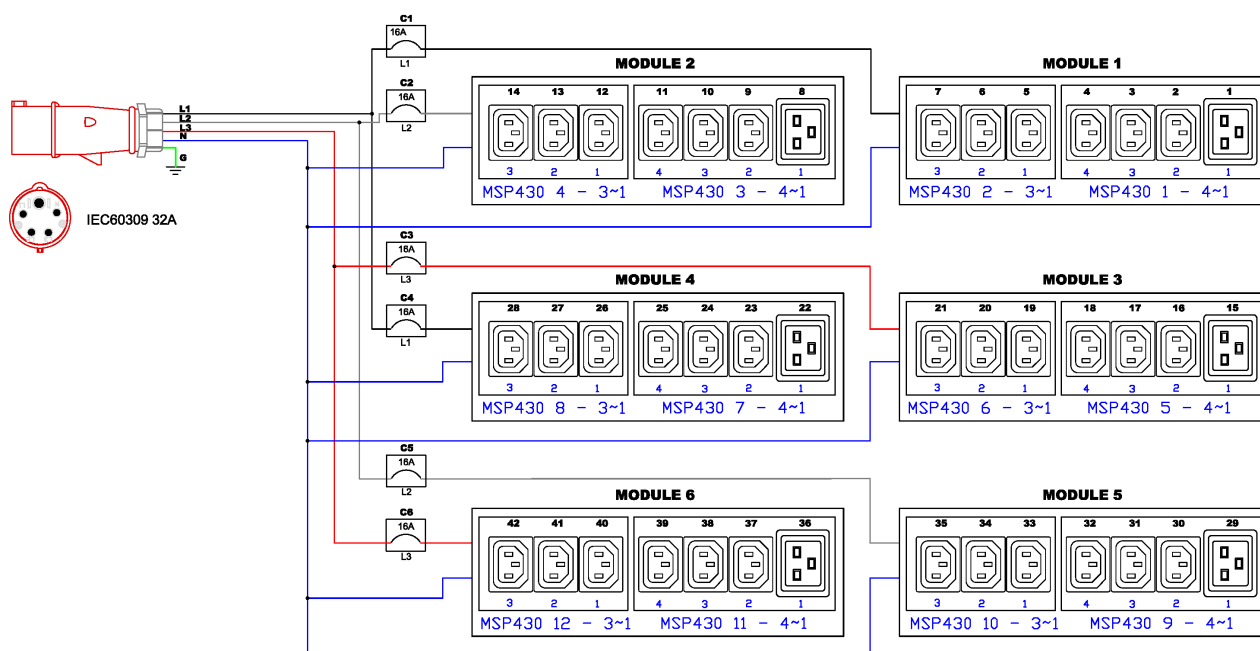 C1
16A
L1
C2
16A
L2
L1
L2
L3
N
G
IEC60309 32A
MODULE 2
14 13 12 11 10 9 8
3 2 1 4 3 2 1
MSP430 4 - 3~1 MSP430 3 - 4~1
MODULE 1
7 6 5 4 3 2 1
3 2 1 4 3 2 1
MSP430 2 - 3~1 MSP430 1 - 4~1
C3
16A
L3
C4
16A
L1
MODULE 4
28 27 26 25 24 23 22
3 2 1 4 3 2 1
MSP430 8 - 3~1 MSP430 7 - 4~1
MODULE 3
21 20 19 18 17 16 15
3 2 1 4 3 2 1
MSP430 6 - 3~1 MSP430 5 - 4~1
C5
16A
L2
C6
16A
L3
MODULE 6
42 41 40 39 38 37 36
3 2 1 4 3 2 1
MSP430 12 - 3~1 MSP430 11 - 4~1
MODULE 5
35 34 33 32 31 30 29
3 2 1 4 3 2 1
MSP430 10 - 3~1 MSP430 9 - 4~1